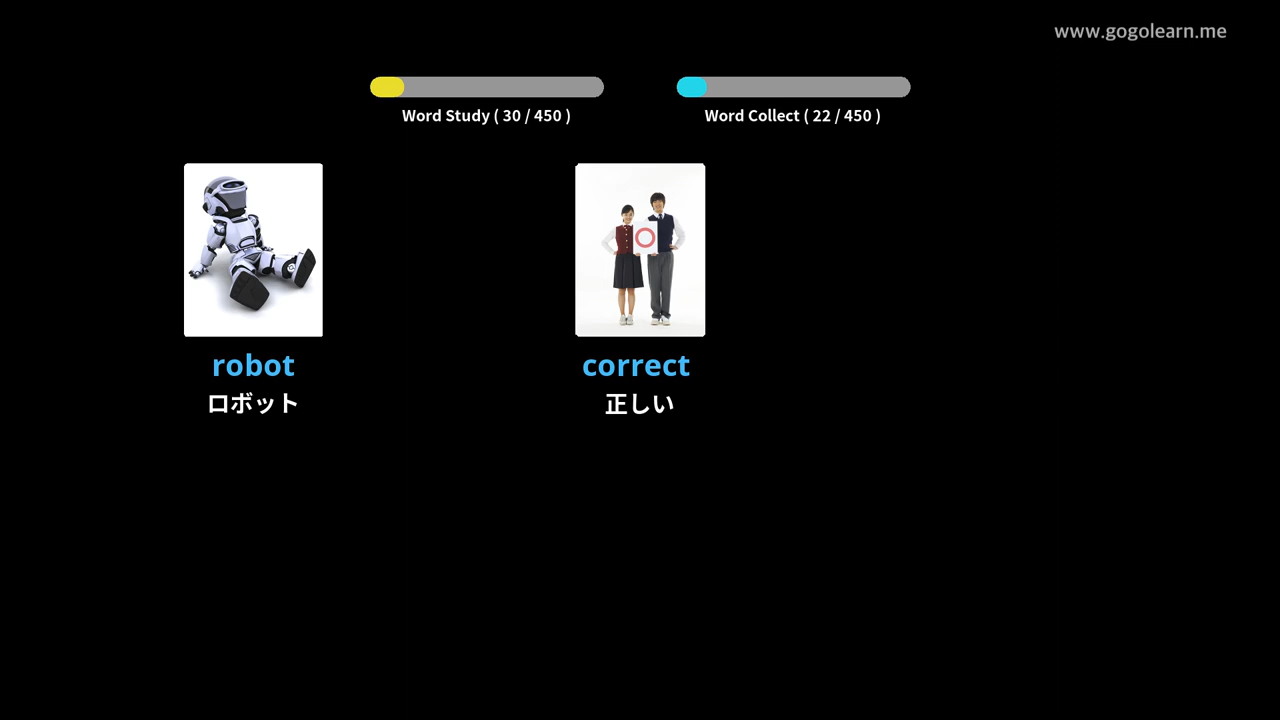 www.gogolearn.me
Word Study ( 30 / 450 )
Word Collect ( 22 / 450 )
robot
ロボット
correct
正しい